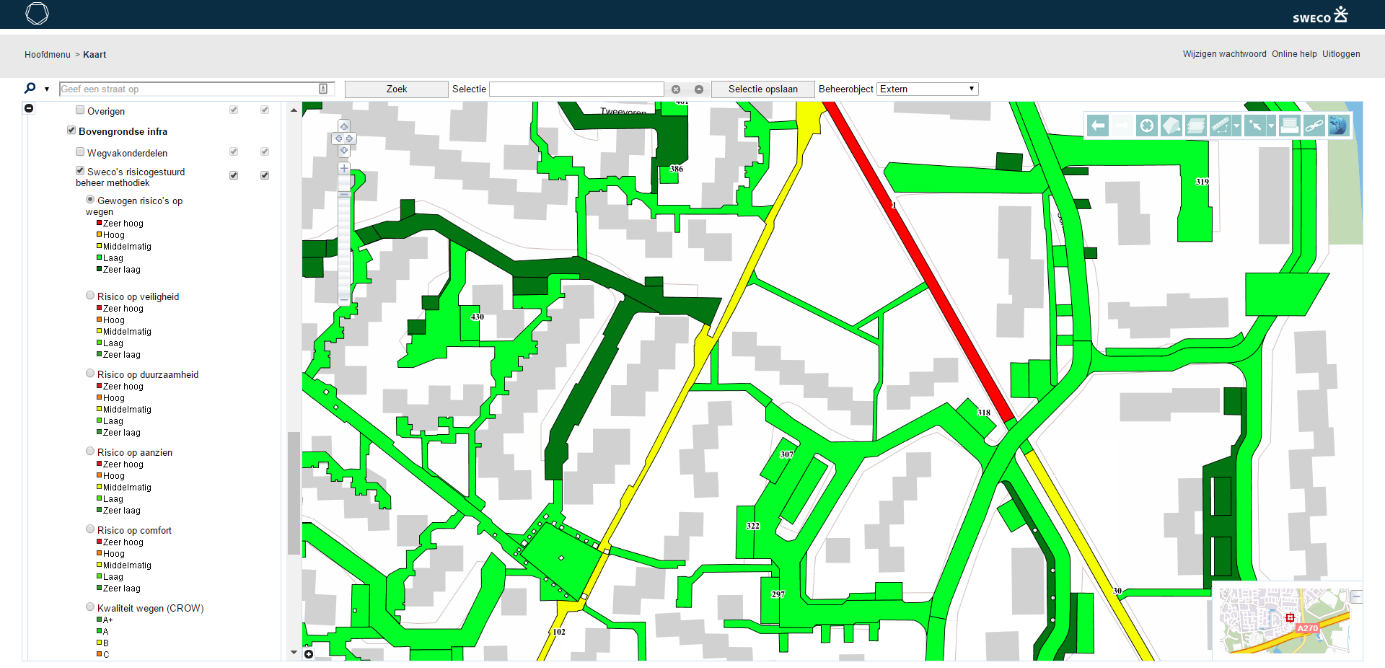 SWECO
Hoofdmenu > Kaart
Wijzigen wachtwoord Online help Uitloggen
Geef een straat op
Zoek
Selectie
Selectie opslaan
Beheerobject
Extern
Overigen
Bovengrondse infra
Wegvakonderdelen
Sweco's risicogestuurd
beheer methodiek
Gewogen risico's op
wegen
Zeer hoog
Hoog
Middelmatig
Laag
Zeer laag
Risico op veiligheid
Zeer hoog
Hoog
Middelmatig
Laag
Zeer laag
Risico op duurzaamheid
Zeer hoog
Hoog
Middelmatig
Laag
Zeer laag
Risico op aanzien
Zeer hoog
Hoog
Middelmatig
Laag
Zeer laag
Risico op comfort
Zeer hoog
Hoog
Middelmatig
Laag
Zeer laag
Kwaliteit wegen (CROW)
A+
A
B
C
386
319
1
430
318
307
322
297
30
102
A270